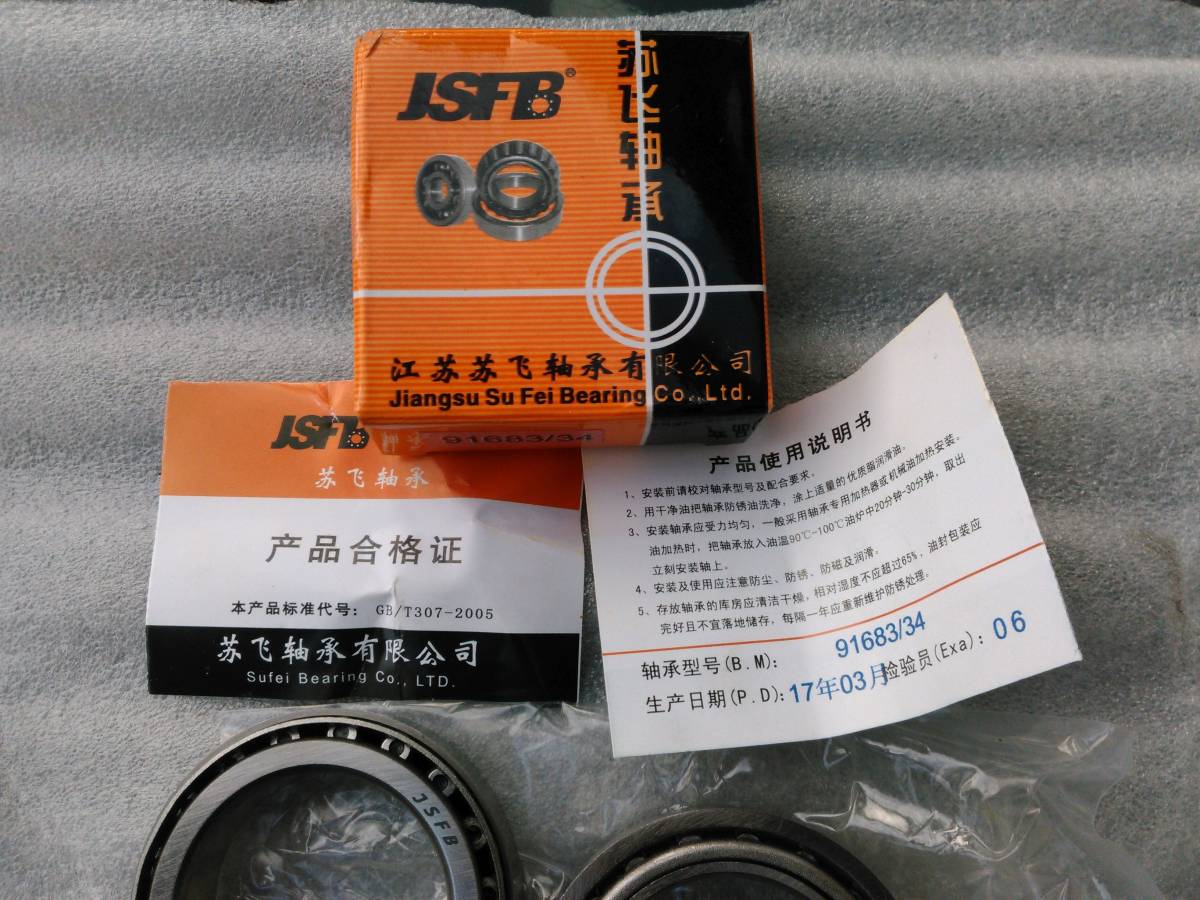 JSFB®
苏飞轴承
江苏苏飞轴承有限公司
Jiangsu Su Fei Bearing Co., Ltd.
91683/34
JSFB
苏飞轴承
产品合格证
本产品标准代号: GB/T307-2005
苏飞轴承有限公司
Sufei Bearing Co., LTD.
产品使用说明书
1、安装前请校对轴承型号及配合要求。
2、用干净油把轴承防锈油洗净，涂上适量的优质脂润滑油。
3、安装轴承应受力均匀，一般采用轴承专用加热器或机械油加热安装。
油加热时，把轴承放入油温90℃-100℃油炉中20分钟-30分钟，取出
立刻安装轴上。
4、安装及使用应注意防尘、防锈、防磁及润滑。
5、存放轴承的库房应清洁干燥，相对湿度不应超过65%，油封包装应
完好且不宜落地储存，每隔一年应重新维护防锈处理。
轴承型号(B.M): 91683/34
生产日期(P.D): 17年03月 检验员(Exa): 06
JSFB